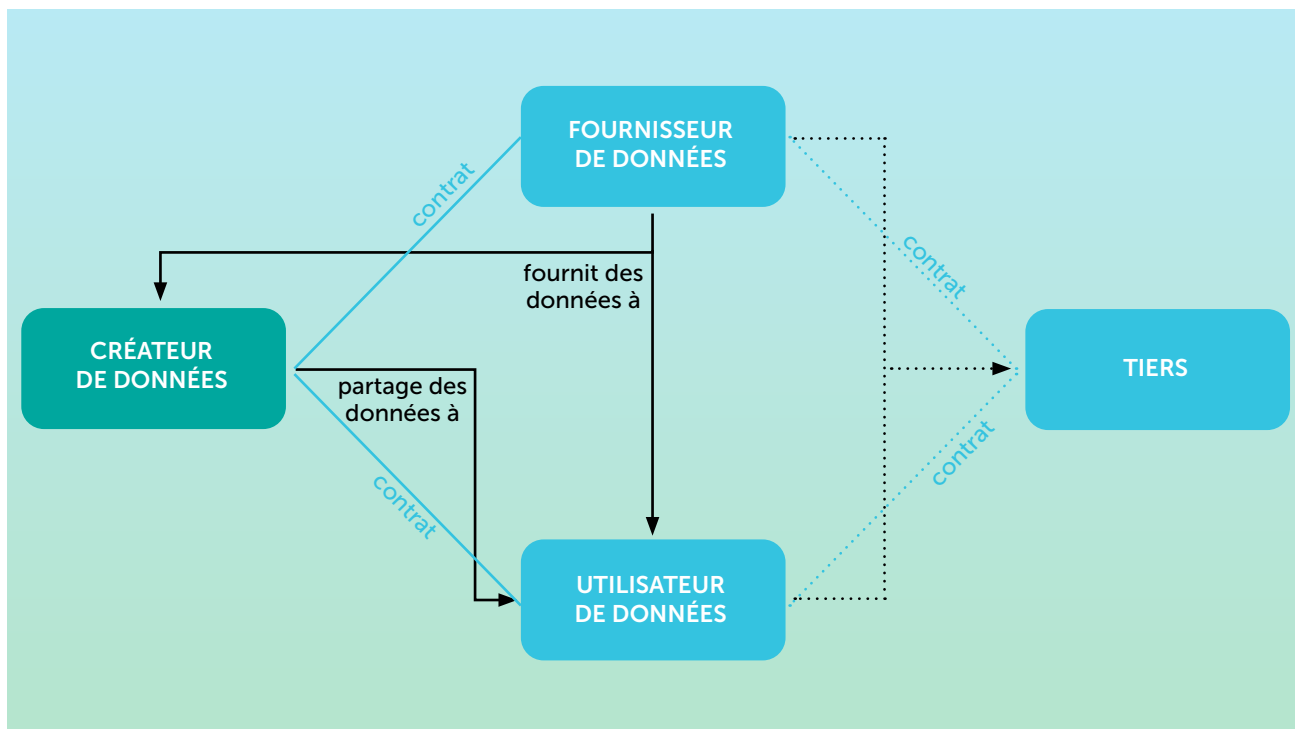 FOURNISSEUR
DE DONNÉES
contrat
contrat
fournit des
données à
CRÉATEUR
DE DONNÉES
TIERS
partage des
données à
contrat
contrat
UTILISATEUR
DE DONNÉES